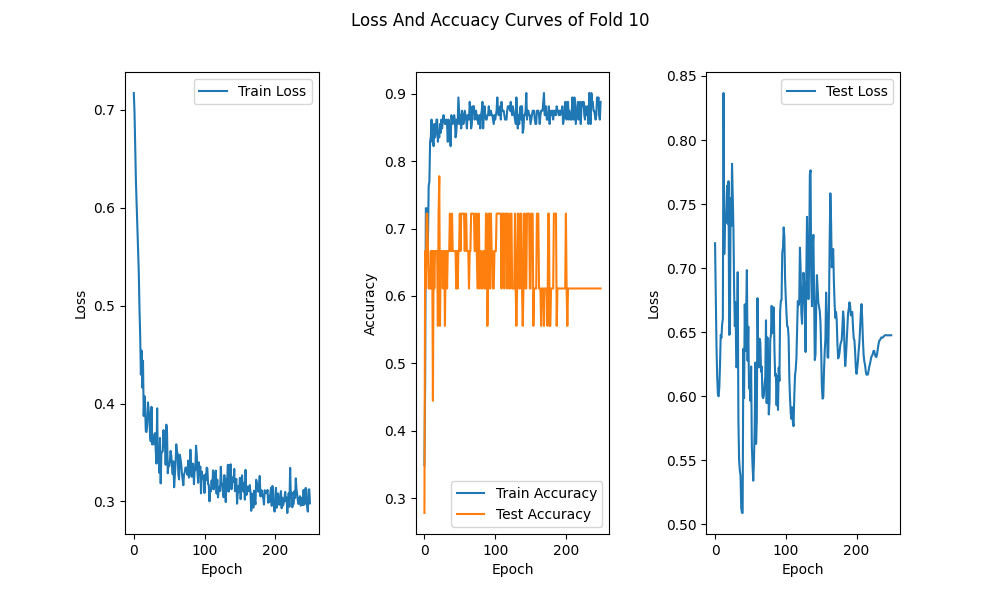 Loss And Accuacy Curves of Fold 10
Loss
0.7
0.6
0.5
0.4
0.3
0
100
200
Epoch
Train Loss
Accuracy
0.9
0.8
0.7
0.6
0.5
0.4
0.3
0
100
200
Epoch
Train Accuracy
Test Accuracy
Loss
0.85
0.80
0.75
0.70
0.65
0.60
0.55
0.50
0
100
200
Epoch
Test Loss